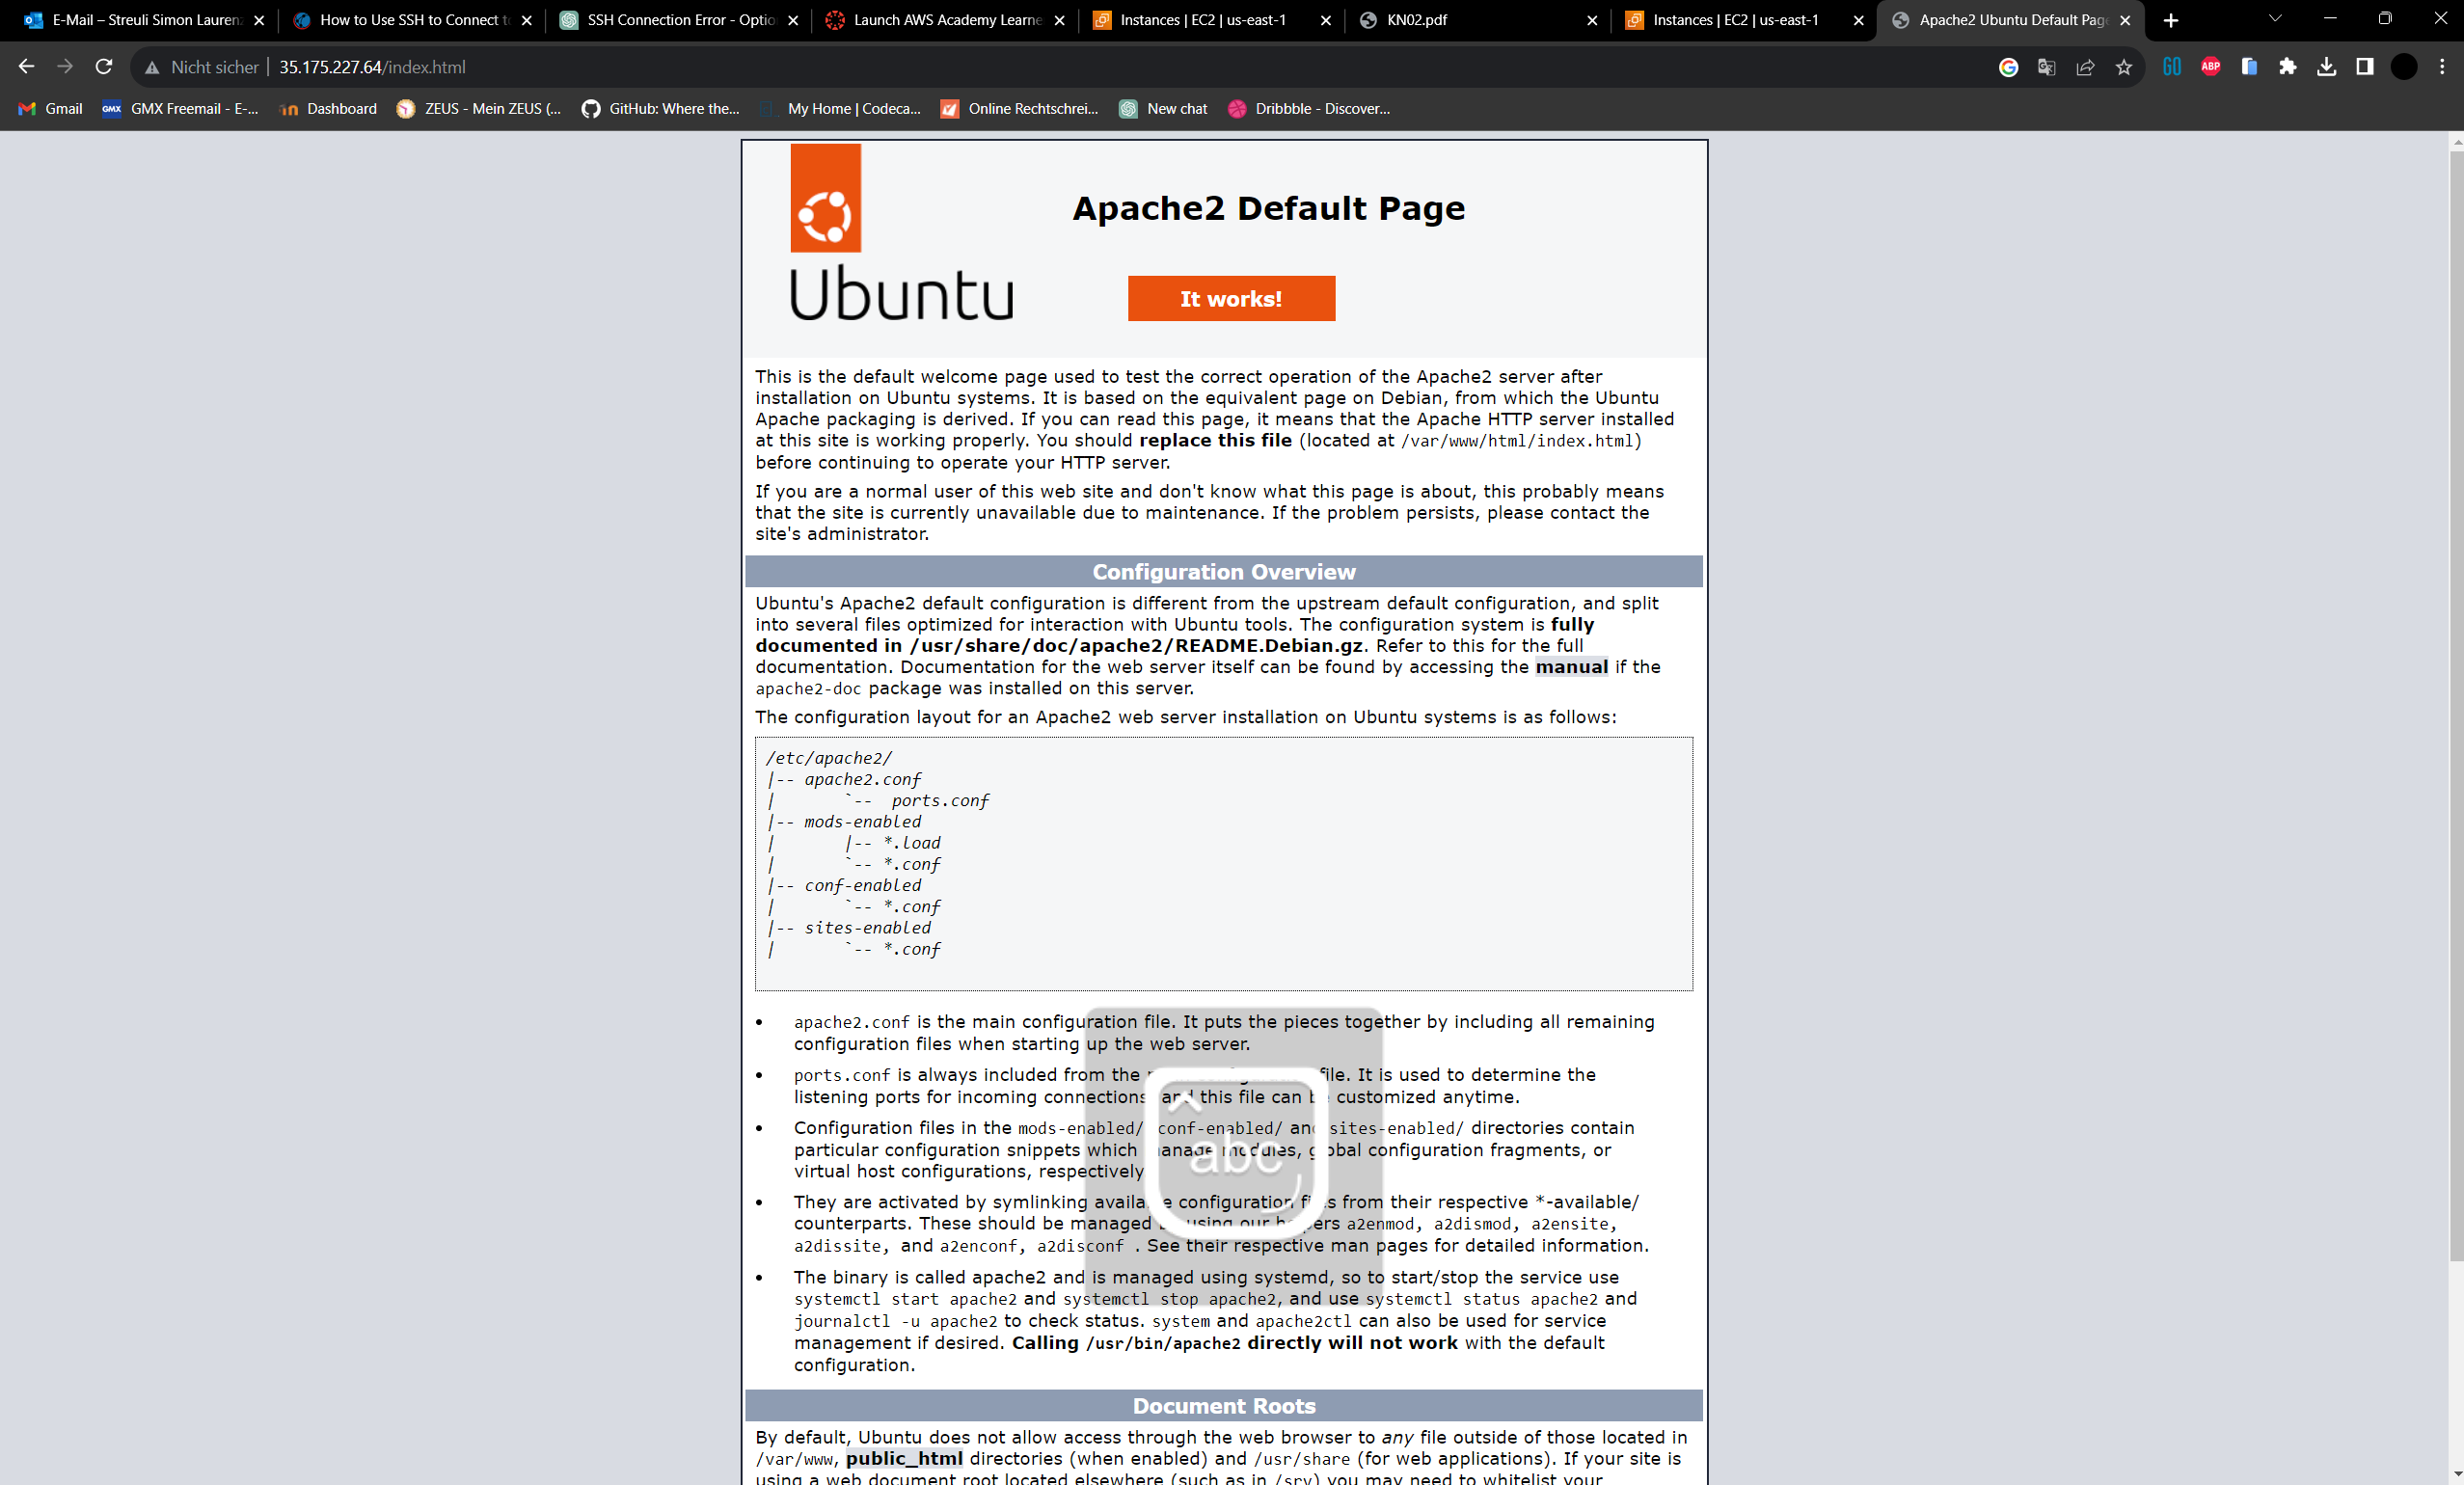 E-Mail – Streuli Simon Lauren
How to Use SSH to Connect t
SSH Connection Error - Optio
Launch AWS Academy Learne
Instances | EC2 | us-east-1
KN02.pdf
Instances | EC2 | us-east-1
Apache2 Ubuntu Default Pag
Nicht sicher | 35.175.227.64/index.html
GO
ABP
Gmail
GMX
GMX Freemail - E-...
Dashboard
ZEUS - Mein ZEUS (...
GitHub: Where the...
My Home | Codeca...
Online Rechtschrei...
New chat
Dribbble - Discover...
Apache2 Default Page
Ubuntu
It works!
This is the default welcome page used to test the correct operation of the Apache2 server after
installation on Ubuntu systems. It is based on the equivalent page on Debian, from which the Ubuntu
Apache packaging is derived. If you can read this page, it means that the Apache HTTP server installed
at this site is working properly. You should replace this file (located at /var/www/html/index.html)
before continuing to operate your HTTP server.
If you are a normal user of this web site and don't know what this page is about, this probably means
that the site is currently unavailable due to maintenance. If the problem persists, please contact the
site's administrator.
Configuration Overview
Ubuntu's Apache2 default configuration is different from the upstream default configuration, and split
into several files optimized for interaction with Ubuntu tools. The configuration system is fully
documented in /usr/share/doc/apache2/README.Debian.gz. Refer to this for the full
documentation. Documentation for the web server itself can be found by accessing the manual if the
apache2-doc package was installed on this server.
The configuration layout for an Apache2 web server installation on Ubuntu systems is as follows:
/etc/apache2/
|-- apache2.conf
|       `--  ports.conf
|-- mods-enabled
|       |-- *.load
|       `-- *.conf
|-- conf-enabled
|       `-- *.conf
|-- sites-enabled
|       `-- *.conf
• apache2.conf is the main configuration file. It puts the pieces together by including all remaining
configuration files when starting up the web server.
• ports.conf is always included from the file. It is used to determine the
listening ports for incoming connections and this file can be customized anytime.
• Configuration files in the mods-enabled/ conf-enabled/ and sites-enabled/ directories contain
particular configuration snippets which manage modules, global configuration fragments, or
virtual host configurations, respectively
abc
• They are activated by symlinking available configuration files from their respective *-available/
counterparts. These should be managed using our helpers a2enmod, a2dismod, a2ensite,
a2dissite, and a2enconf, a2disconf . See their respective man pages for detailed information.
• The binary is called apache2 and is managed using systemd, so to start/stop the service use
systemctl start apache2 and systemctl stop apache2, and use systemctl status apache2 and
journalctl -u apache2 to check status. system and apache2ctl can also be used for service
management if desired. Calling /usr/bin/apache2 directly will not work with the default
configuration.
Document Roots
By default, Ubuntu does not allow access through the web browser to any file outside of those located in
/var/www, public_html directories (when enabled) and /usr/share (for web applications). If your site is
using a web document root located elsewhere (such as in /srv) you may need to whitelist your